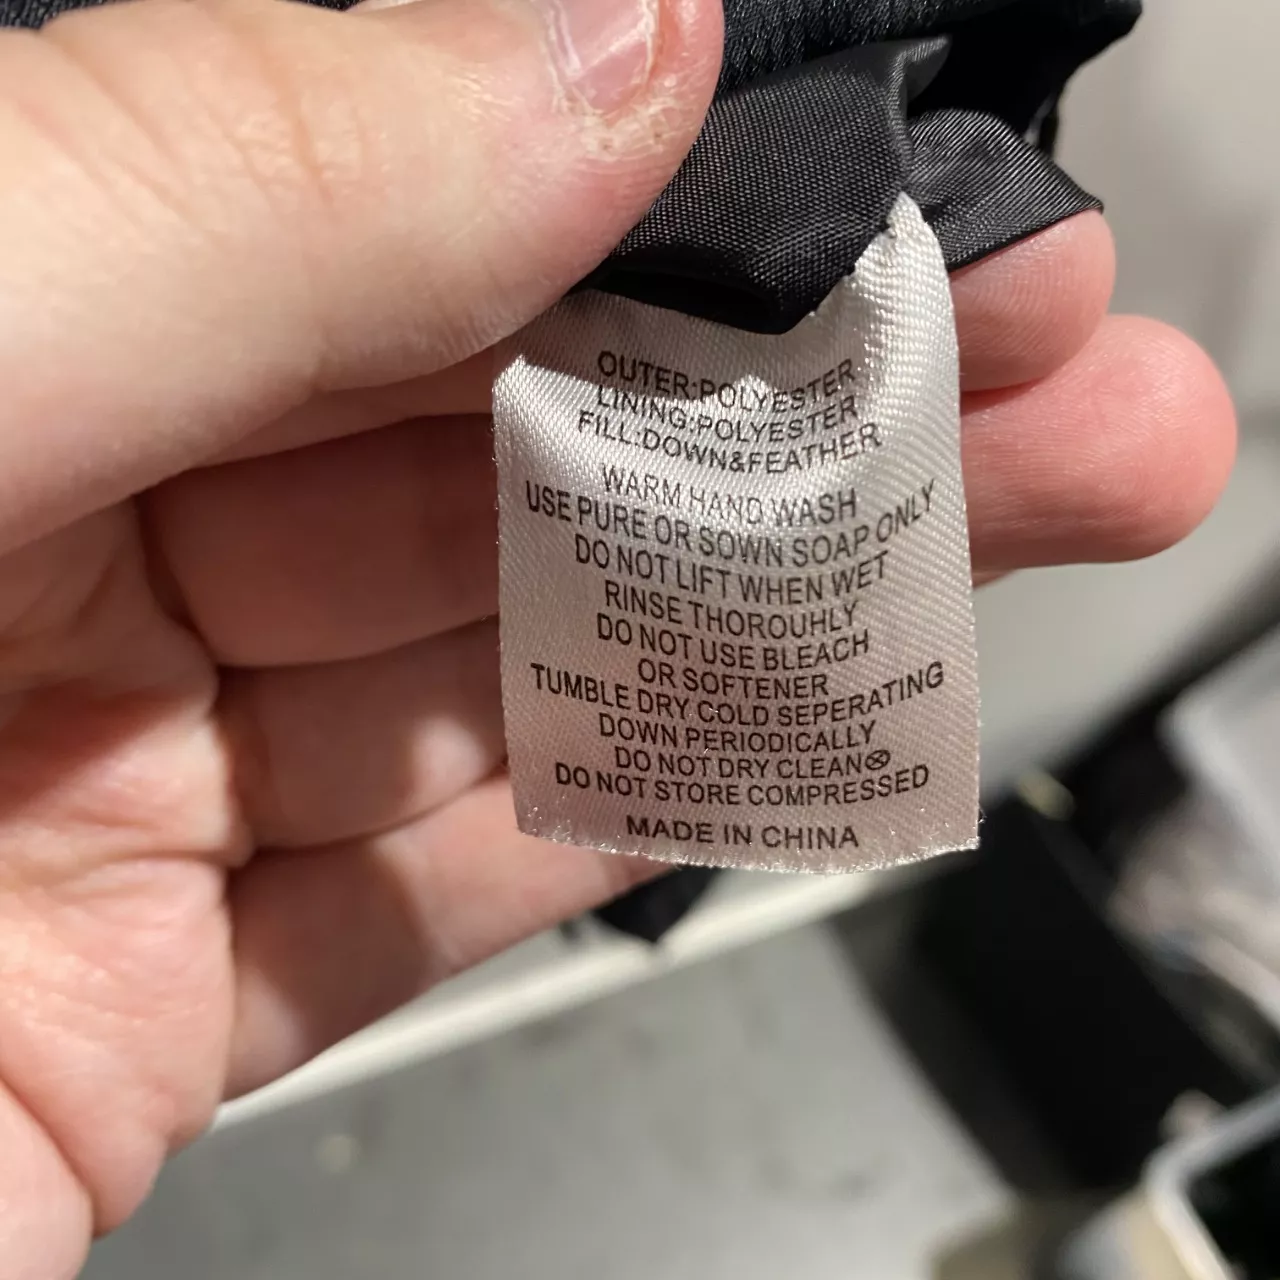 OUTER:POLYESTER
LINING:POLYESTER
FILL:DOWN&FEATHER
WARM HAND WASH
USE PURE OR SOWN SOAP ONLY
DO NOT LIFT WHEN WET
RINSE THOROUHLY
DO NOT USE BLEACH
OR SOFTENER
TUMBLE DRY COLD SEPERATING
DOWN PERIODICALLY
DO NOT DRY CLEAN
DO NOT STORE COMPRESSED
MADE IN CHINA